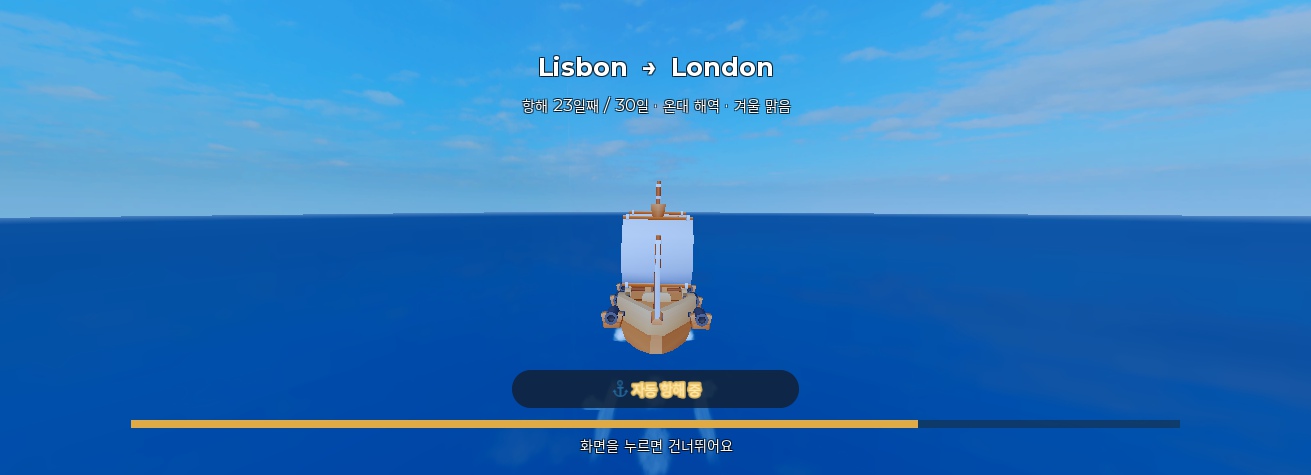 Lisbon → London
항해 23일째 / 30일 · 온대 해역 · 겨울 맑음
⚓ 자동 항해 중
화면을 누르면 건너뛰어요